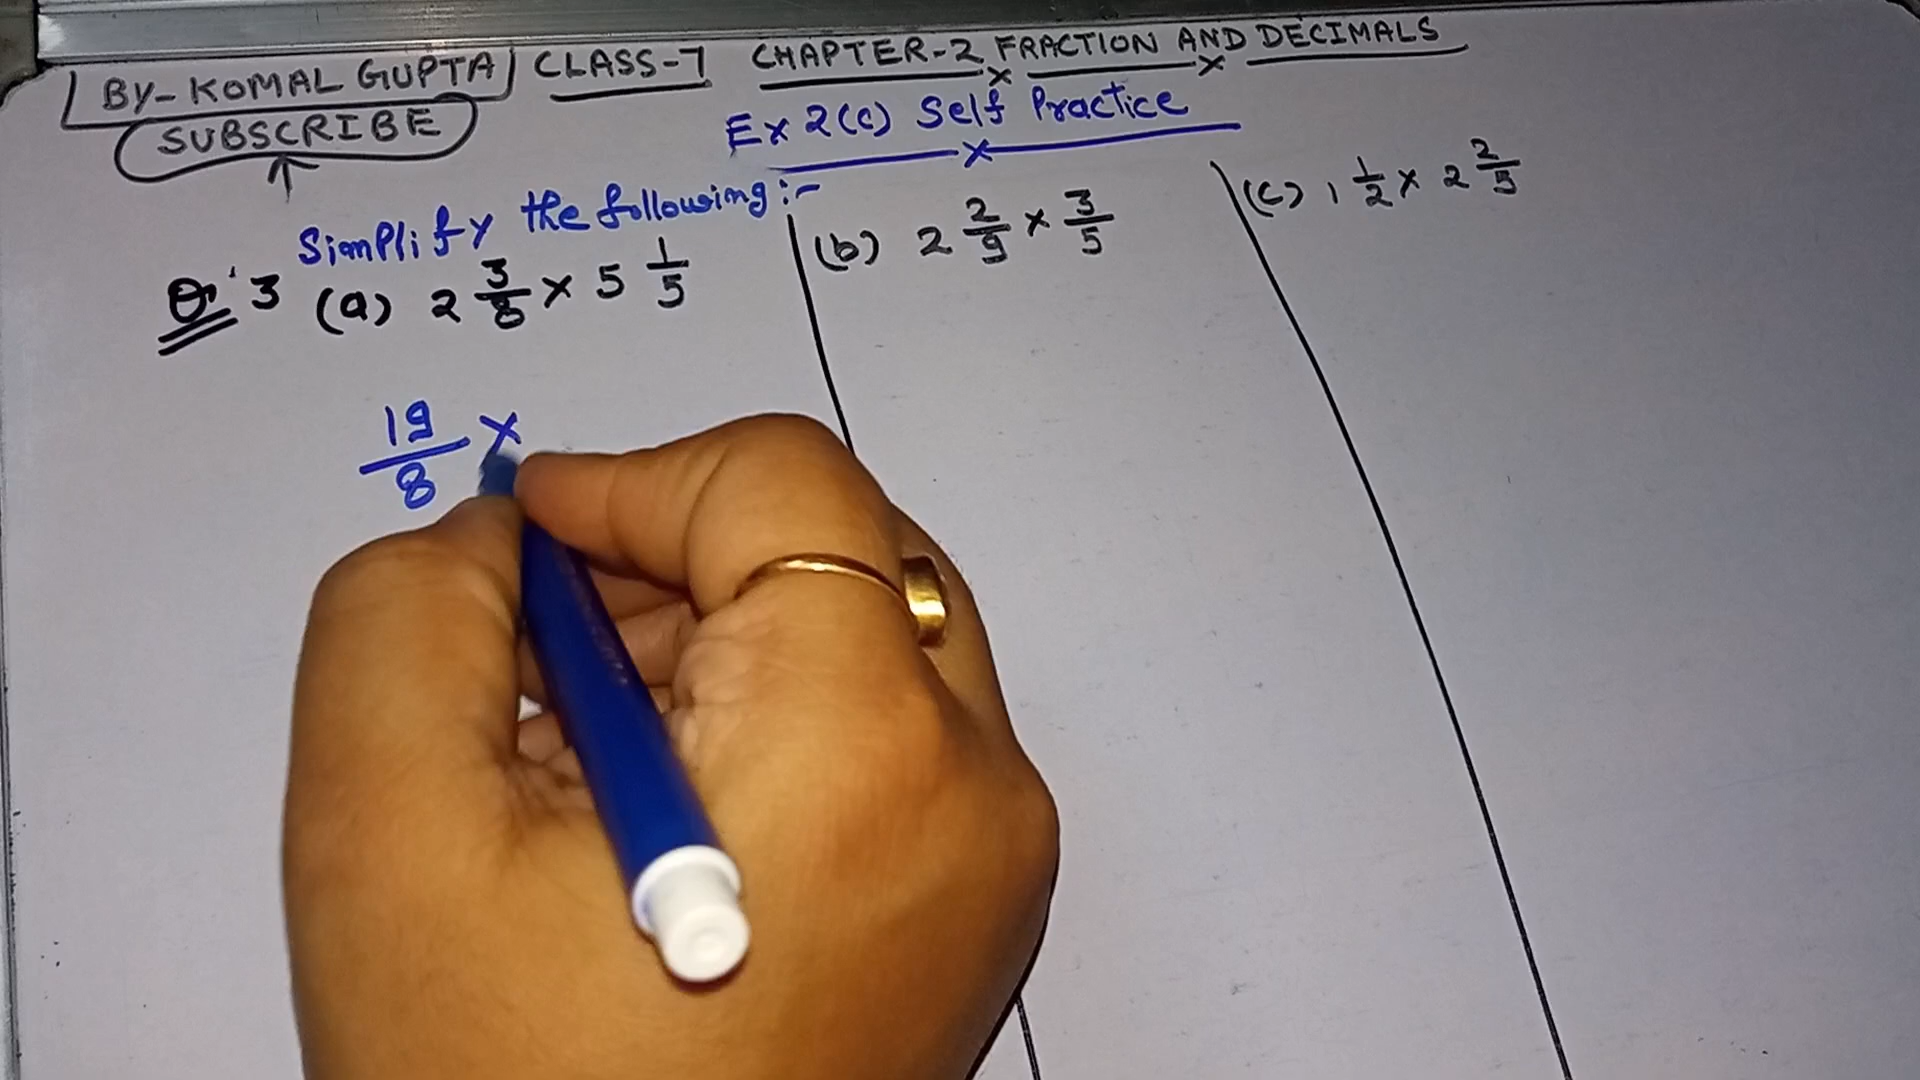 BY-KOMAL GUPTA CLASS-7 CHAPTER-2 FRACTION AND DECIMALS
SUBSCRIBE
Ex 2(c) Self Practice
Simplify the following:-
Q.3 (a) 2 3/8 × 5 1/5
(b) 2 2/9 × 3/5
(c) 1 1/2 × 2 2/5
19/8 ×